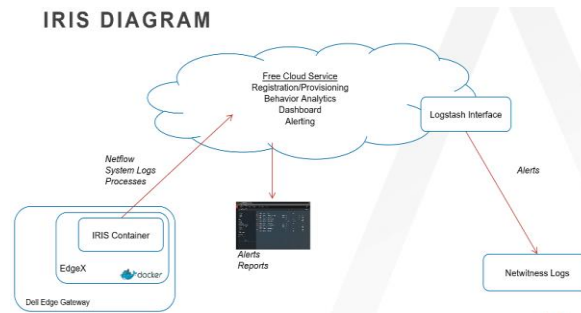 IRIS DIAGRAM
Free Cloud Service
Registration/Provisioning
Behavior Analytics
Dashboard
Alerting
Logstash Interface
Netflow
System Logs
Processes
Alerts
IRIS Container
EdgeX
docker
Alerts
Reports
Netwitness Logs
Dell Edge Gateway